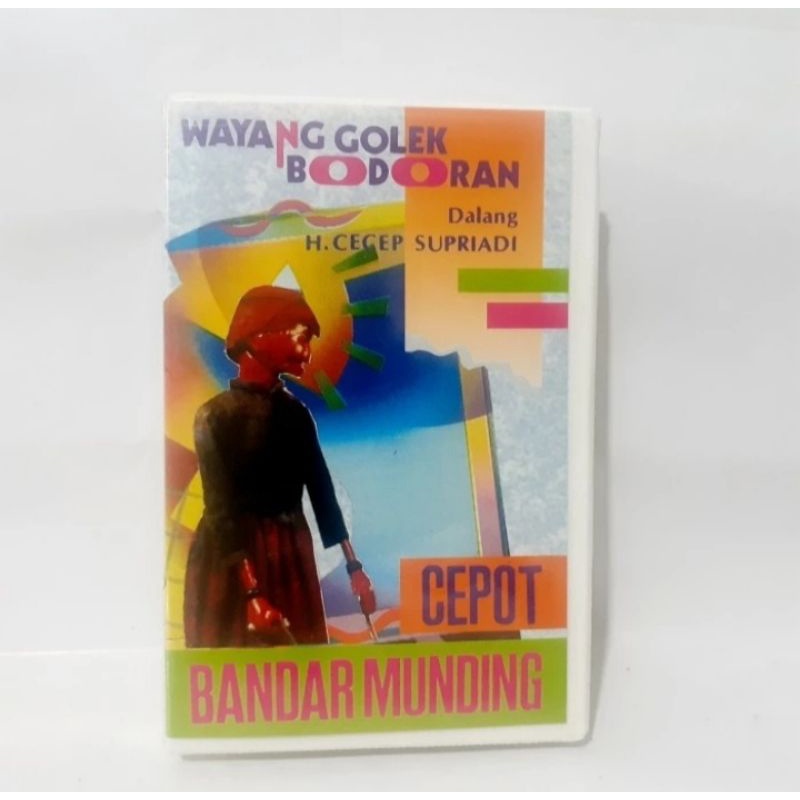 WAYANG GOLEK
BODORAN
Dalang
H. CECEP SUPRIADI
CEPOT
BANDAR MUNDING